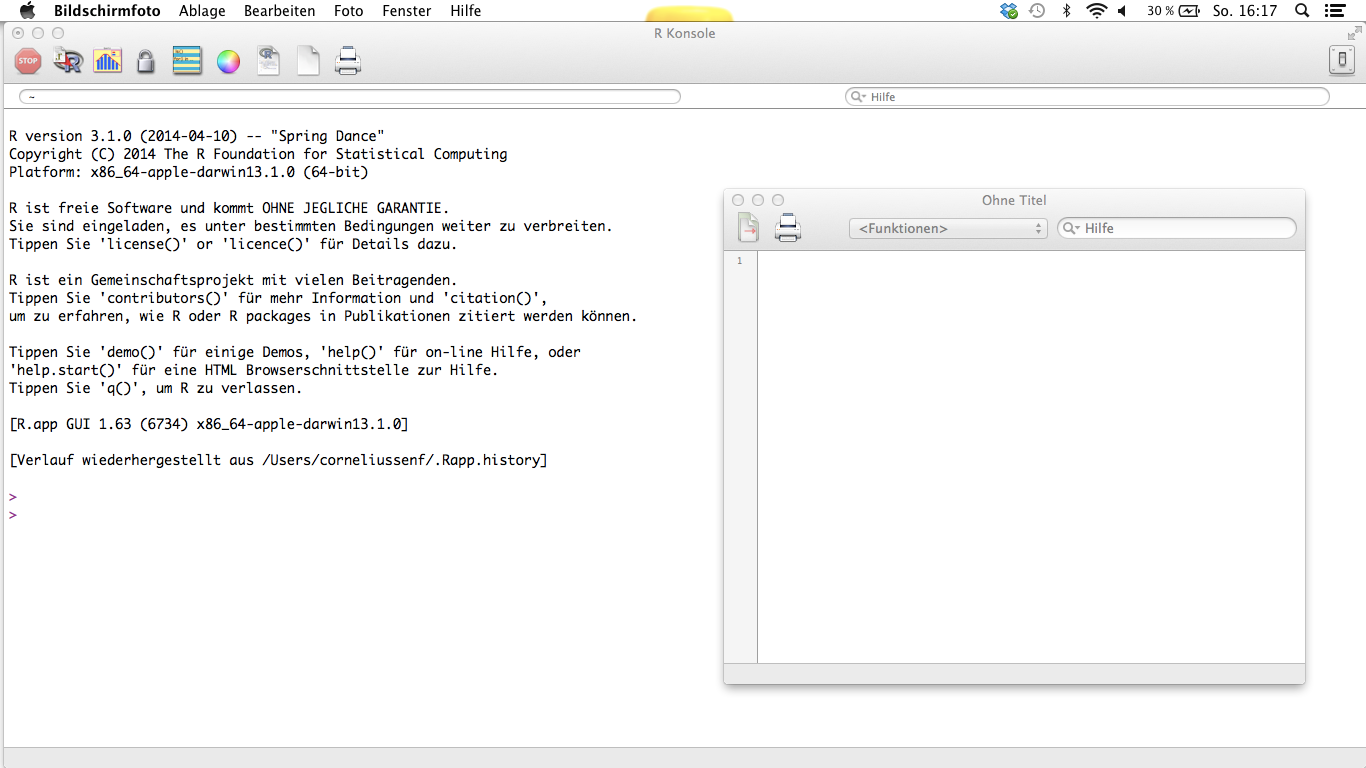 Bildschirmfoto Ablage Bearbeiten Foto Fenster Hilfe 30 % So. 16:17
R Konsole
STOP
~ Hilfe
R version 3.1.0 (2014-04-10) -- "Spring Dance"
Copyright (C) 2014 The R Foundation for Statistical Computing
Platform: x86_64-apple-darwin13.1.0 (64-bit)
R ist freie Software und kommt OHNE JEGLICHE GARANTIE.
Sie sind eingeladen, es unter bestimmten Bedingungen weiter zu verbreiten.
Tippen Sie 'license()' or 'licence()' für Details dazu.
R ist ein Gemeinschaftsprojekt mit vielen Beitragenden.
Tippen Sie 'contributors()' für mehr Information und 'citation()',
um zu erfahren, wie R oder R packages in Publikationen zitiert werden können.
Tippen Sie 'demo()' für einige Demos, 'help()' für on-line Hilfe, oder
'help.start()' für eine HTML Browserschnittstelle zur Hilfe.
Tippen Sie 'q()', um R zu verlassen.
[R.app GUI 1.63 (6734) x86_64-apple-darwin13.1.0]
[Verlauf wiederhergestellt aus /Users/corneliussenf/.Rapp.history]
>
>
Ohne Titel
<Funktionen> Hilfe
1